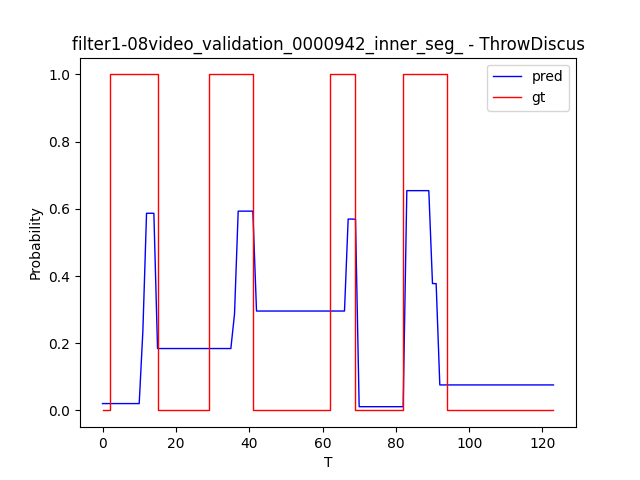 filter1-08video_validation_0000942_inner_seg_ - ThrowDiscus
pred
gt
Probability
1.0
0.8
0.6
0.4
0.2
0.0
0 20 40 60 80 100 120
T